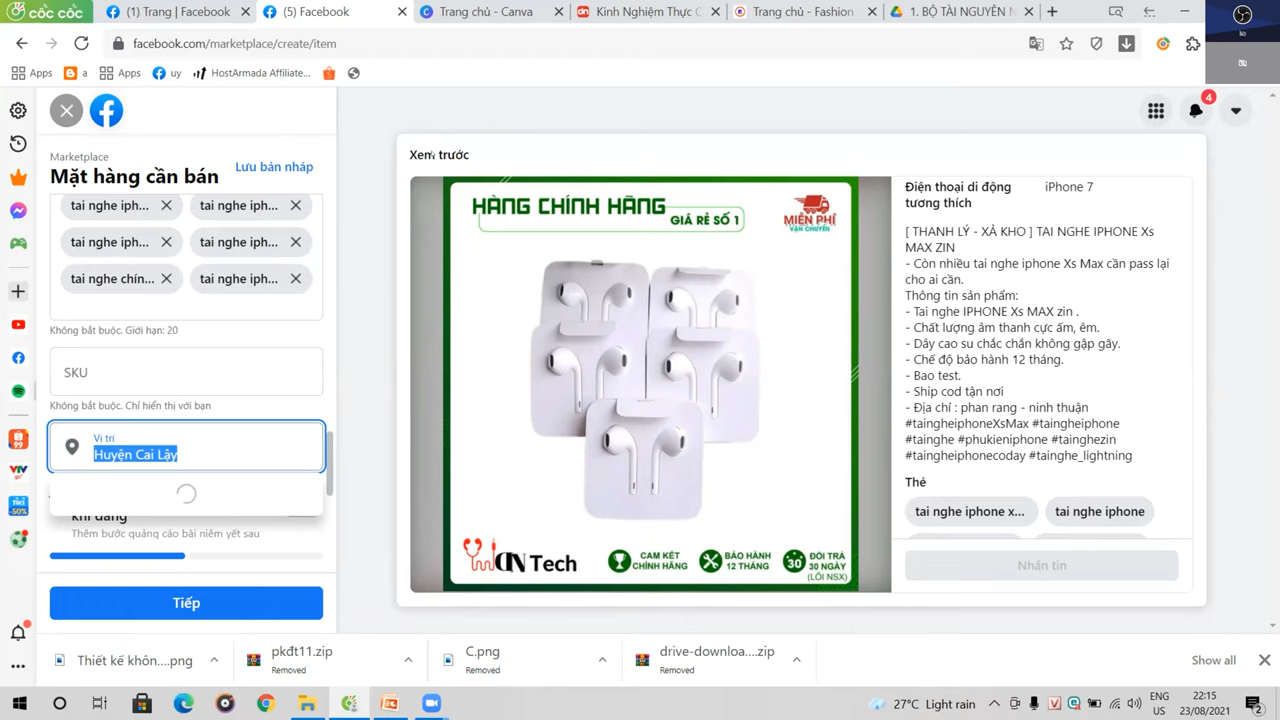 cốc cốc
(1) Trang | Facebook
(5) Facebook
Trang chủ - Canva
Kinh Nghiệm Thực C
Trang chủ - Fashion
1. BỘ TÀI NGUYÊN N
facebook.com/marketplace/create/item
Apps
a
Apps
uy
HostArmada Affiliate...
4
Marketplace
Mặt hàng cần bán
Lưu bản nháp
tai nghe iph...
tai nghe iph...
tai nghe iph...
tai nghe iph...
tai nghe chín...
tai nghe iph...
Không bắt buộc. Giới hạn: 20
SKU
Không bắt buộc. Chỉ hiển thị với bạn
Vị trí
Huyện Cai Lậy
khi đăng
Thêm bước quảng cáo bài niêm yết sau
Tiếp
Xem trước
HÀNG CHÍNH HÃNG
GIÁ RẺ SỐ 1
MIỄN PHÍ
VẬN CHUYỂN
Tech
CAM KẾT
CHÍNH HÃNG
BẢO HÀNH
12 THÁNG
30
ĐỔI TRẢ
30 NGÀY
(LỖI NSX)
Điện thoại di động
tương thích
iPhone 7
[ THANH LÝ - XẢ KHO ] TAI NGHE IPHONE Xs
MAX ZIN
- Còn nhiều tai nghe iphone Xs Max cần pass lại
cho ai cần.
Thông tin sản phẩm:
- Tai nghe IPHONE Xs MAX zin .
- Chất lượng âm thanh cực ấm, êm.
- Dây cao su chắc chắn không gập gãy.
- Chế độ bảo hành 12 tháng.
- Bao test.
- Ship cod tận nơi
- Địa chỉ : phan rang - ninh thuận
#taingheiphoneXsMax #taingheiphone
#tainghe #phukieniphone #tainghezin
#taingheiphonecoday #tainghe_lightning
Thẻ
tai nghe iphone x...
tai nghe iphone
Nhắn tin
Thiết kế khôn....png
pkđt11.zip
Removed
C.png
Removed
drive-downloa....zip
Removed
Show all
27°C Light rain
ENG
US
22:15
23/08/2021
2